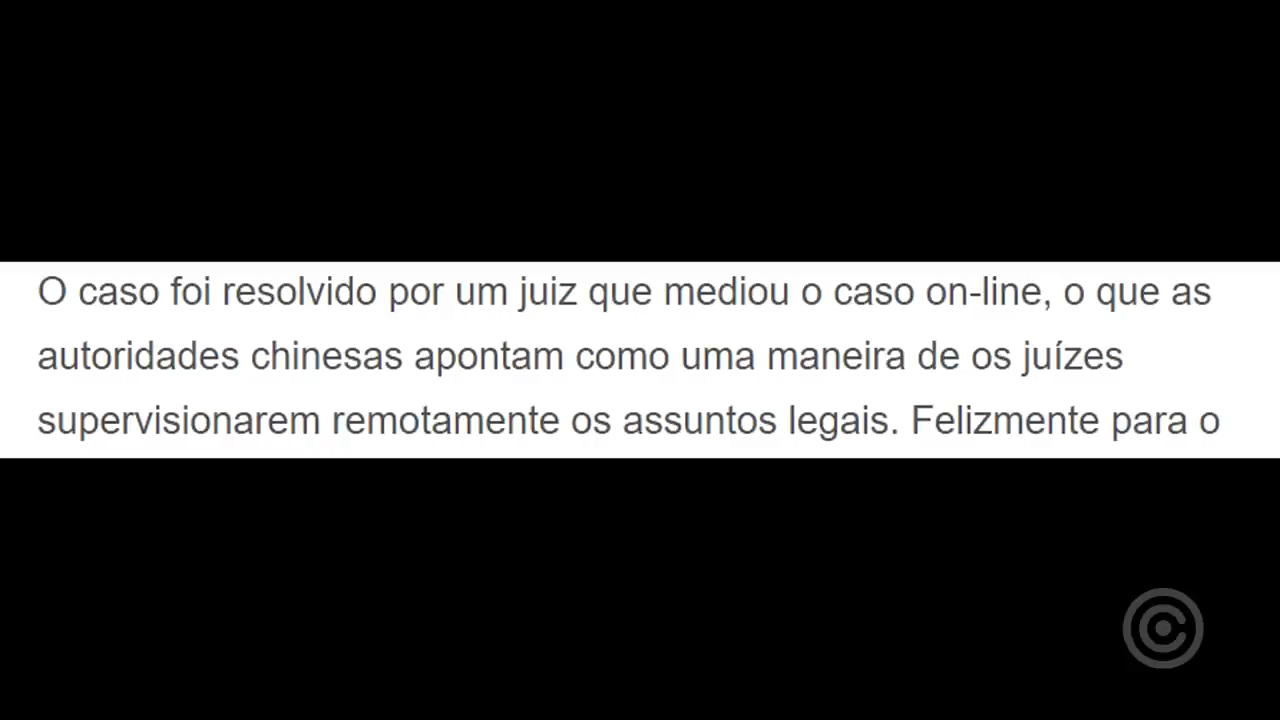 O caso foi resolvido por um juiz que mediou o caso on-line, o que as
autoridades chinesas apontam como uma maneira de os juízes
supervisionarem remotamente os assuntos legais. Felizmente para o